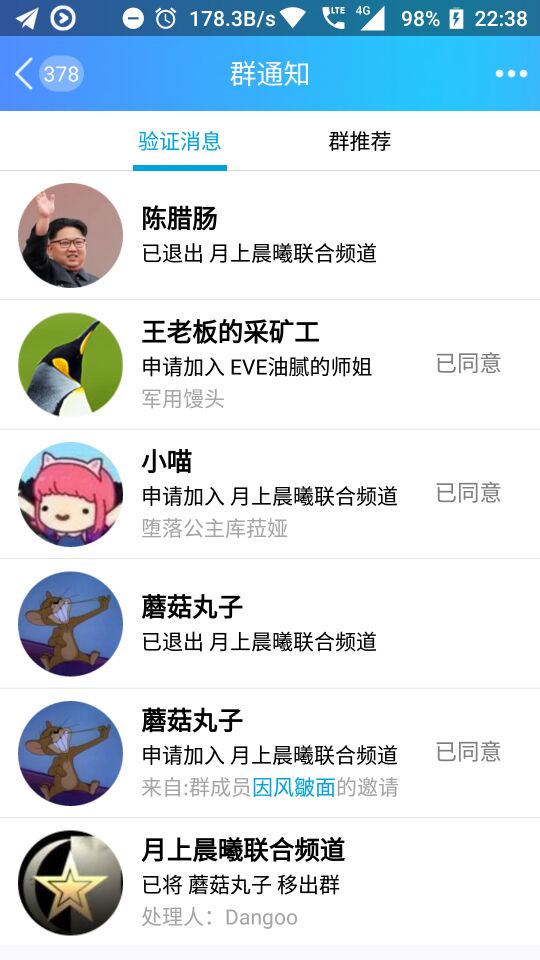 178.3B/s LTE 4G 98% 22:38
378 群通知
验证消息 群推荐
陈腊肠
已退出 月上晨曦联合频道
王老板的采矿工
申请加入 EVE油腻的师姐 已同意
军用馒头
小喵
申请加入 月上晨曦联合频道 已同意
堕落公主库菈娅
蘑菇丸子
已退出 月上晨曦联合频道
蘑菇丸子
申请加入 月上晨曦联合频道 已同意
来自:群成员因风皺面的邀请
月上晨曦联合频道
已将 蘑菇丸子 移出群
处理人：Dangoo